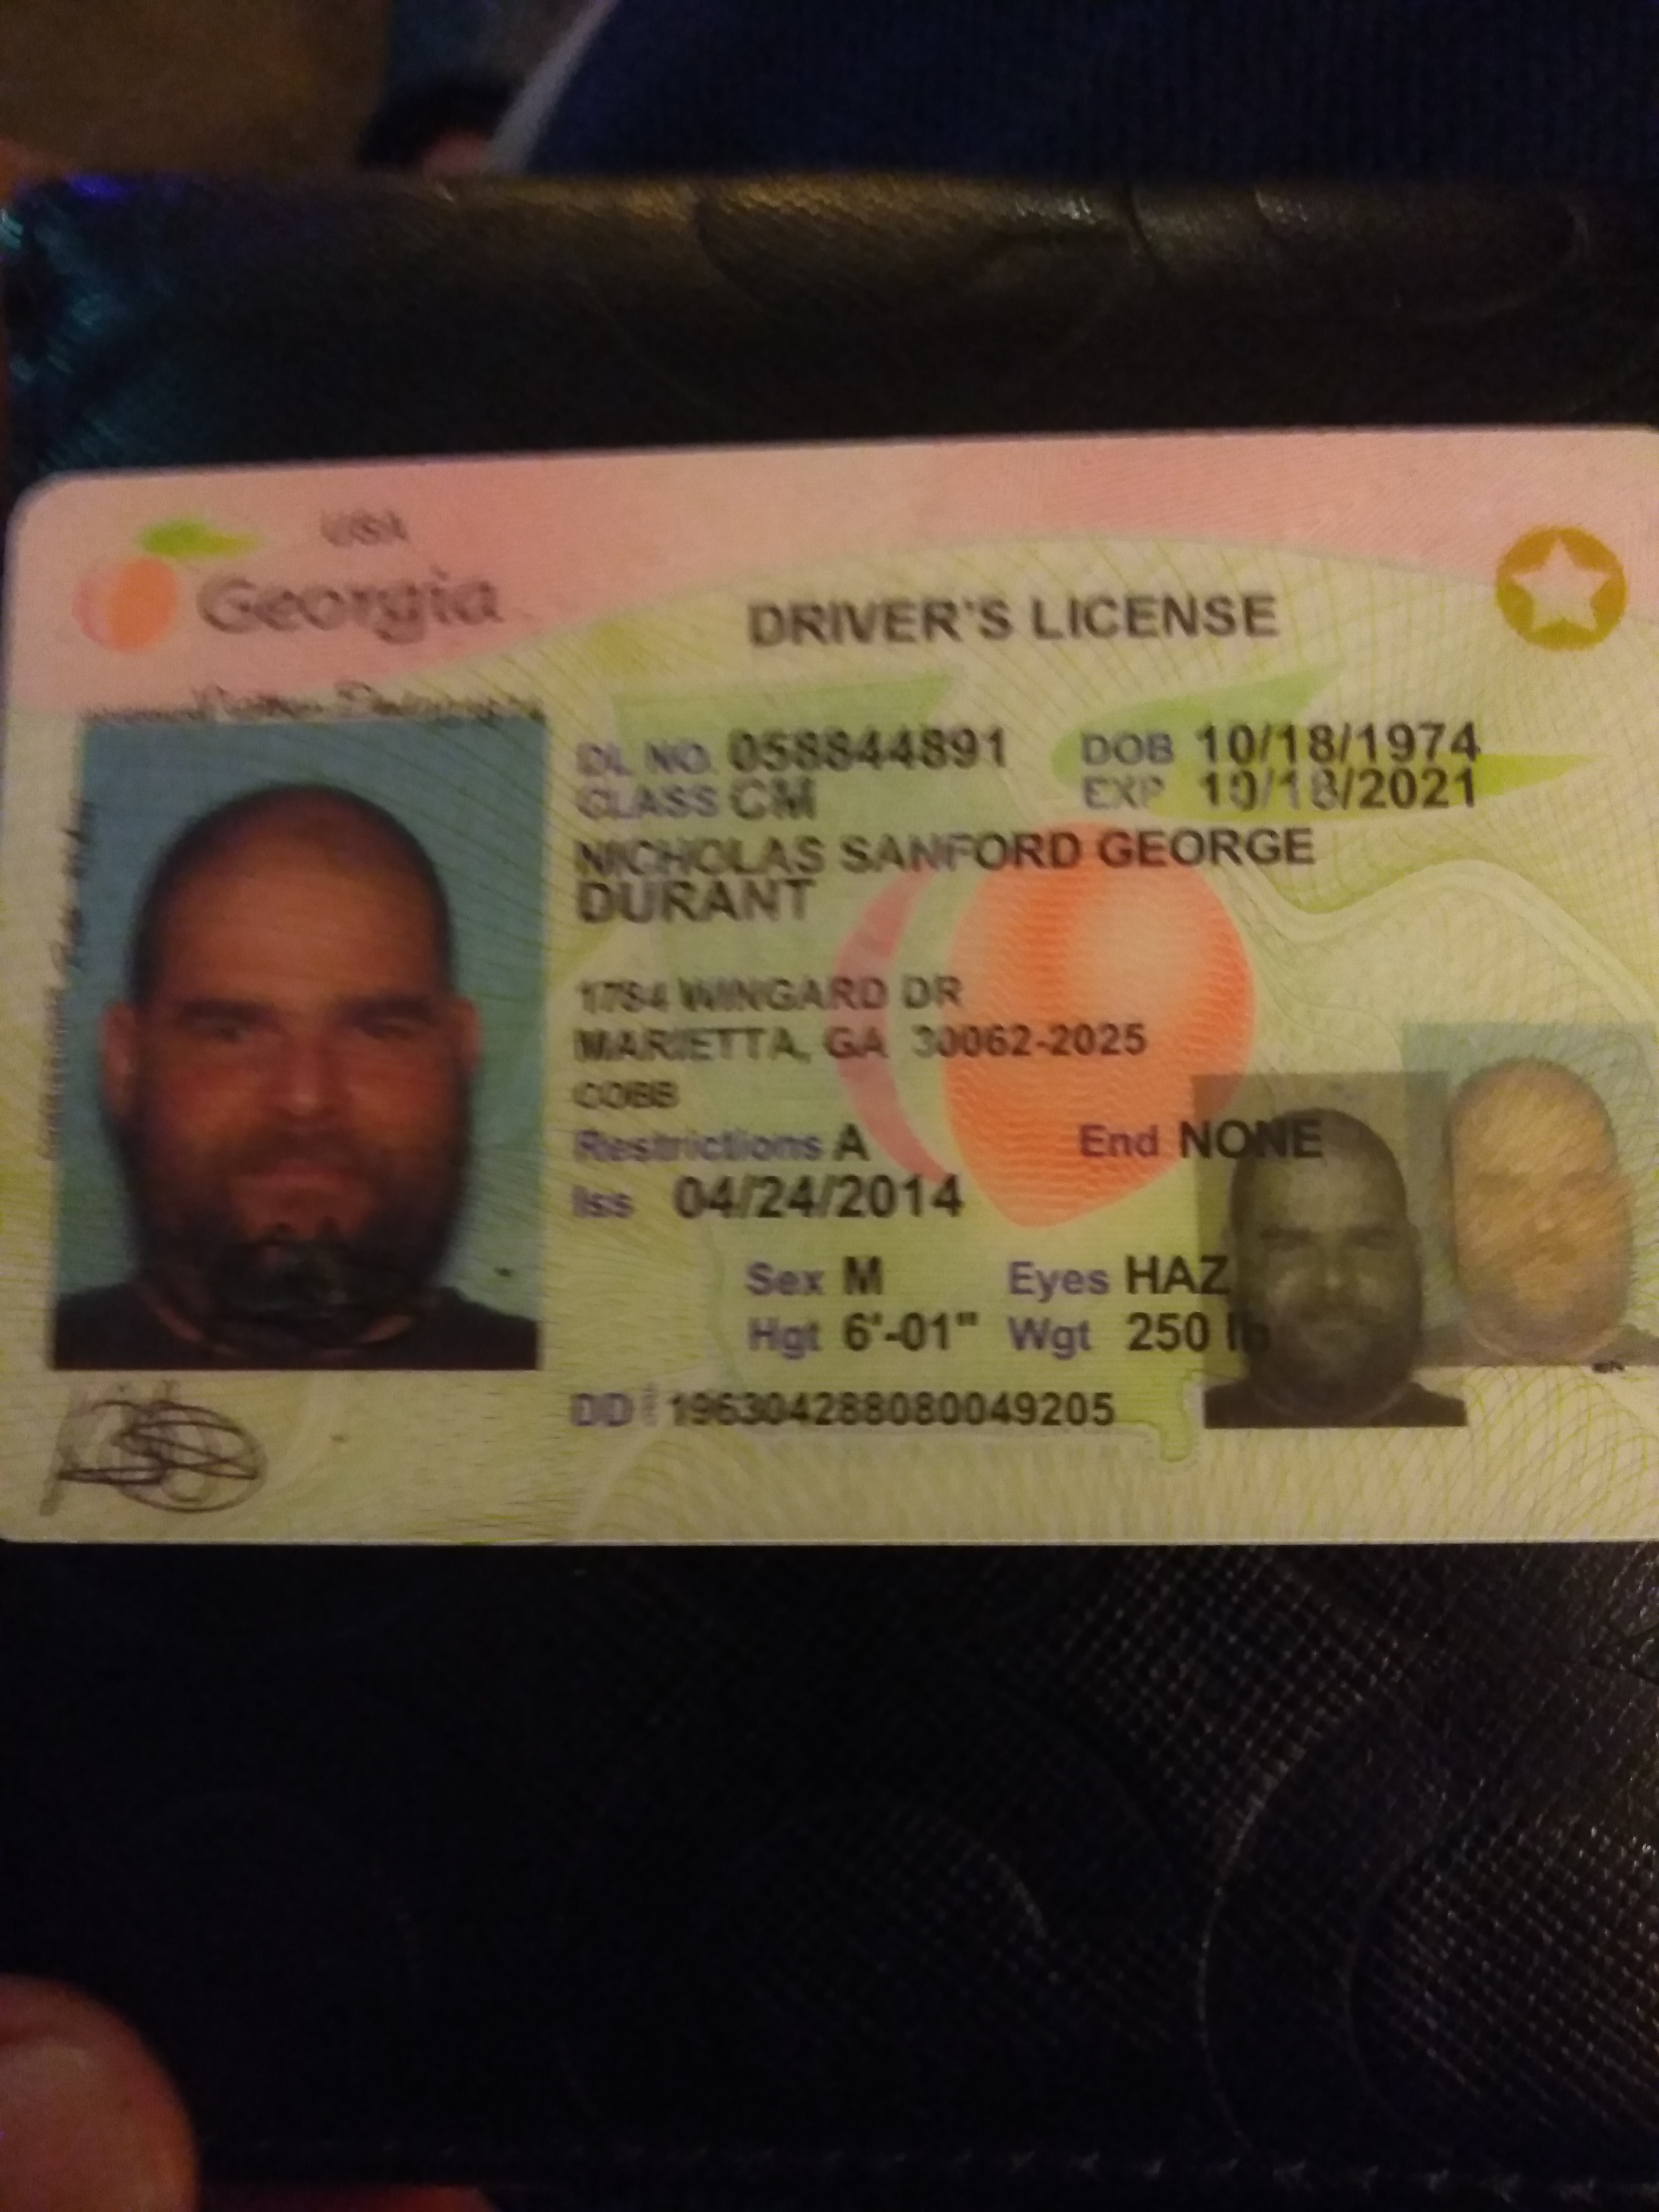 USA
Georgia
DRIVER'S LICENSE
DL NO. 058844891 DOB 10/18/1974
CLASS CM EXP 10/18/2021
NICHOLAS SANFORD GEORGE
DURANT
1784 WINGARD DR
MARIETTA, GA 30062-2025
COBB
Restrictions A End NONE
Iss 04/24/2014
Sex M Eyes HAZ
Hgt 6'-01" Wgt 250 lb
DD 196304288080049205